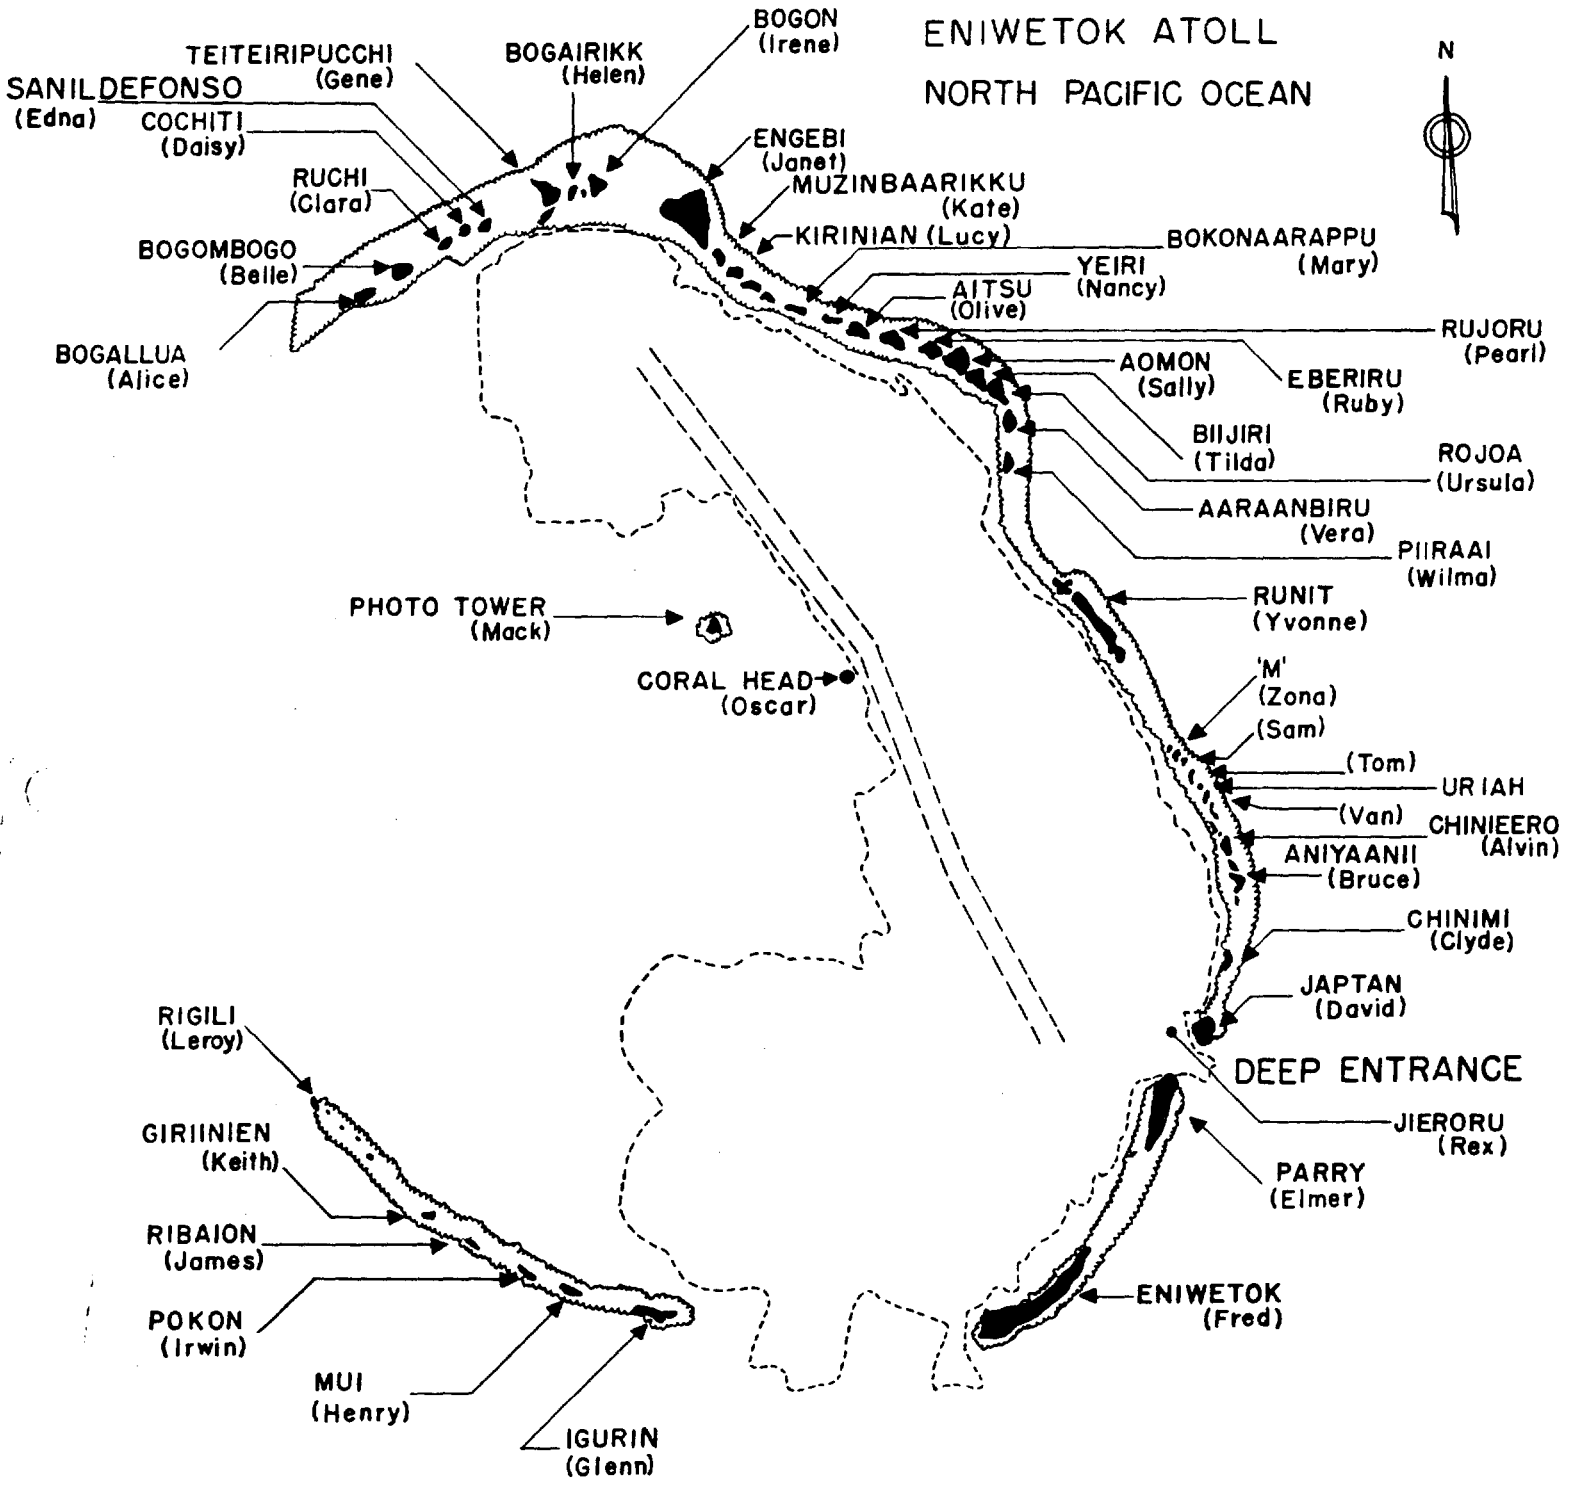 ENIWETOK ATOLL
NORTH PACIFIC OCEAN
N
BOGON
(Irene)
BOGAIRIKK
(Helen)
TEITEIRIPUCCHI
(Gene)
SANILDEFONSO
(Edna)
COCHITI
(Daisy)
RUCHI
(Clara)
BOGOMBOGO
(Belle)
BOGALLUA
(Alice)
ENGEBI
(Janet)
MUZINBAARIKKU
(Kate)
KIRINIAN (Lucy)
BOKONAARAPPU
(Mary)
YEIRI
(Nancy)
AITSU
(Olive)
RUJORU
(Pearl)
EBERIRU
(Ruby)
AOMON
(Sally)
BIIJIRI
(Tilda)
ROJOA
(Ursula)
AARAANBIRU
(Vera)
PIIRAAI
(Wilma)
RUNIT
(Yvonne)
PHOTO TOWER
(Mack)
CORAL HEAD
(Oscar)
'M'
(Zona)
(Sam)
(Tom)
URIAH
(Van)
CHINIEERO
(Alvin)
ANIYAANII
(Bruce)
CHINIMI
(Clyde)
JAPTAN
(David)
DEEP ENTRANCE
JIERORU
(Rex)
PARRY
(Elmer)
ENIWETOK
(Fred)
RIGILI
(Leroy)
GIRIINIEN
(Keith)
RIBAION
(James)
POKON
(Irwin)
MUI
(Henry)
IGURIN
(Glenn)